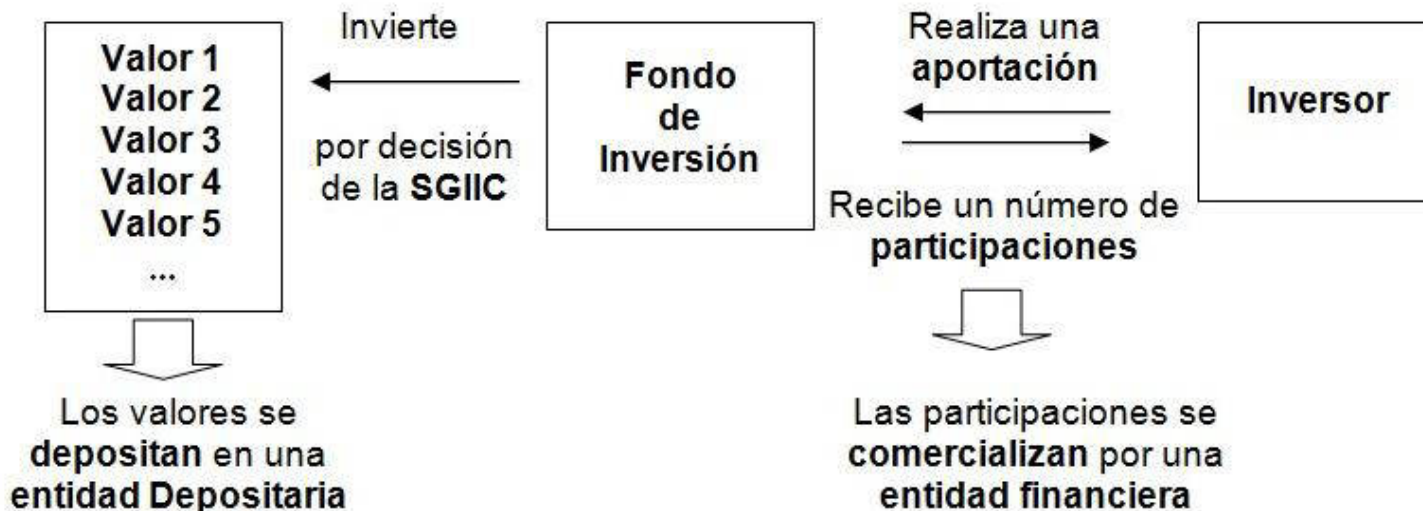 Valor 1
Valor 2
Valor 3
Valor 4
Valor 5
...
Invierte
por decisión
de la SGIIC
Fondo
de
Inversión
Realiza una
aportación
Recibe un número de
participaciones
Inversor
Los valores se
depositan en una
entidad Depositaria
Las participaciones se
comercializan por una
entidad financiera